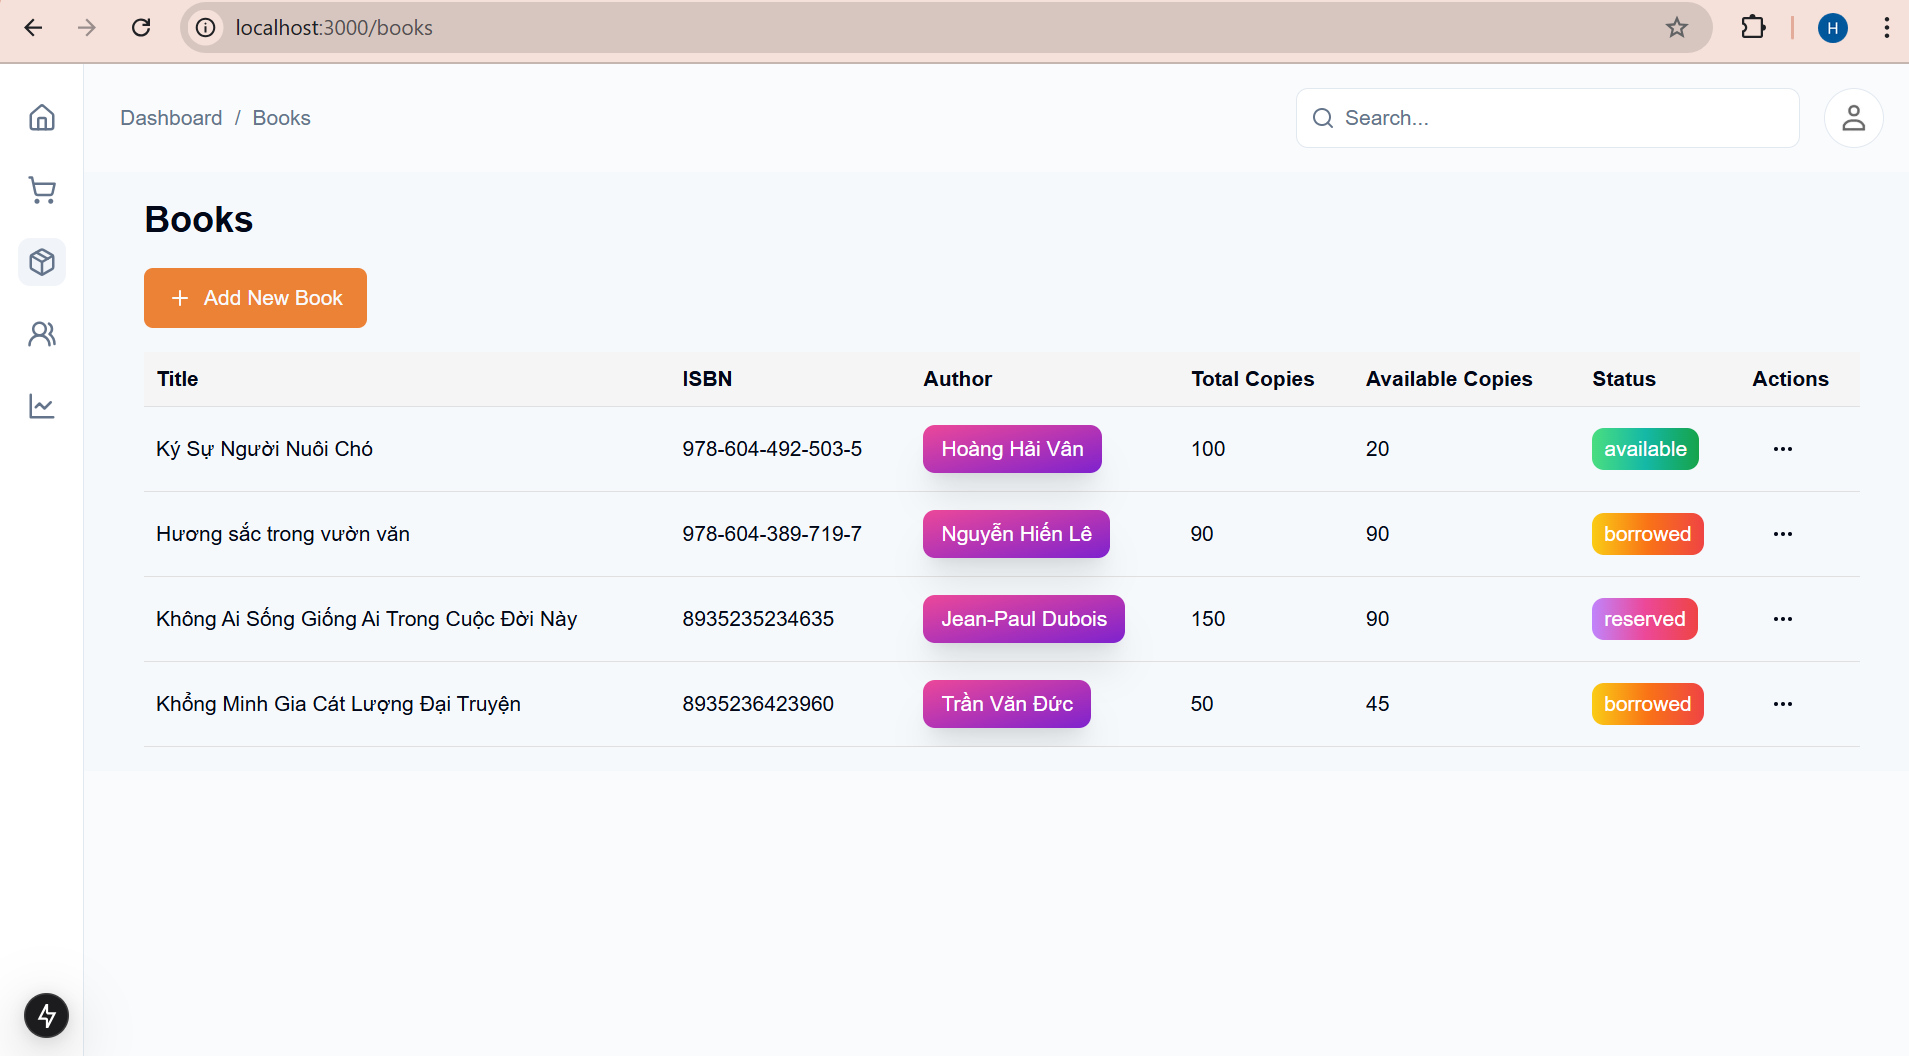 localhost:3000/books
H
Dashboard / Books
Search...
Books
+ Add New Book
Title ISBN Author Total Copies Available Copies Status Actions
Ký Sự Người Nuôi Chó 978-604-492-503-5 Hoàng Hải Vân 100 20 available ...
Hương sắc trong vườn văn 978-604-389-719-7 Nguyễn Hiến Lê 90 90 borrowed ...
Không Ai Sống Giống Ai Trong Cuộc Đời Này 8935235234635 Jean-Paul Dubois 150 90 reserved ...
Khổng Minh Gia Cát Lượng Đại Truyện 8935236423960 Trần Văn Đức 50 45 borrowed ...